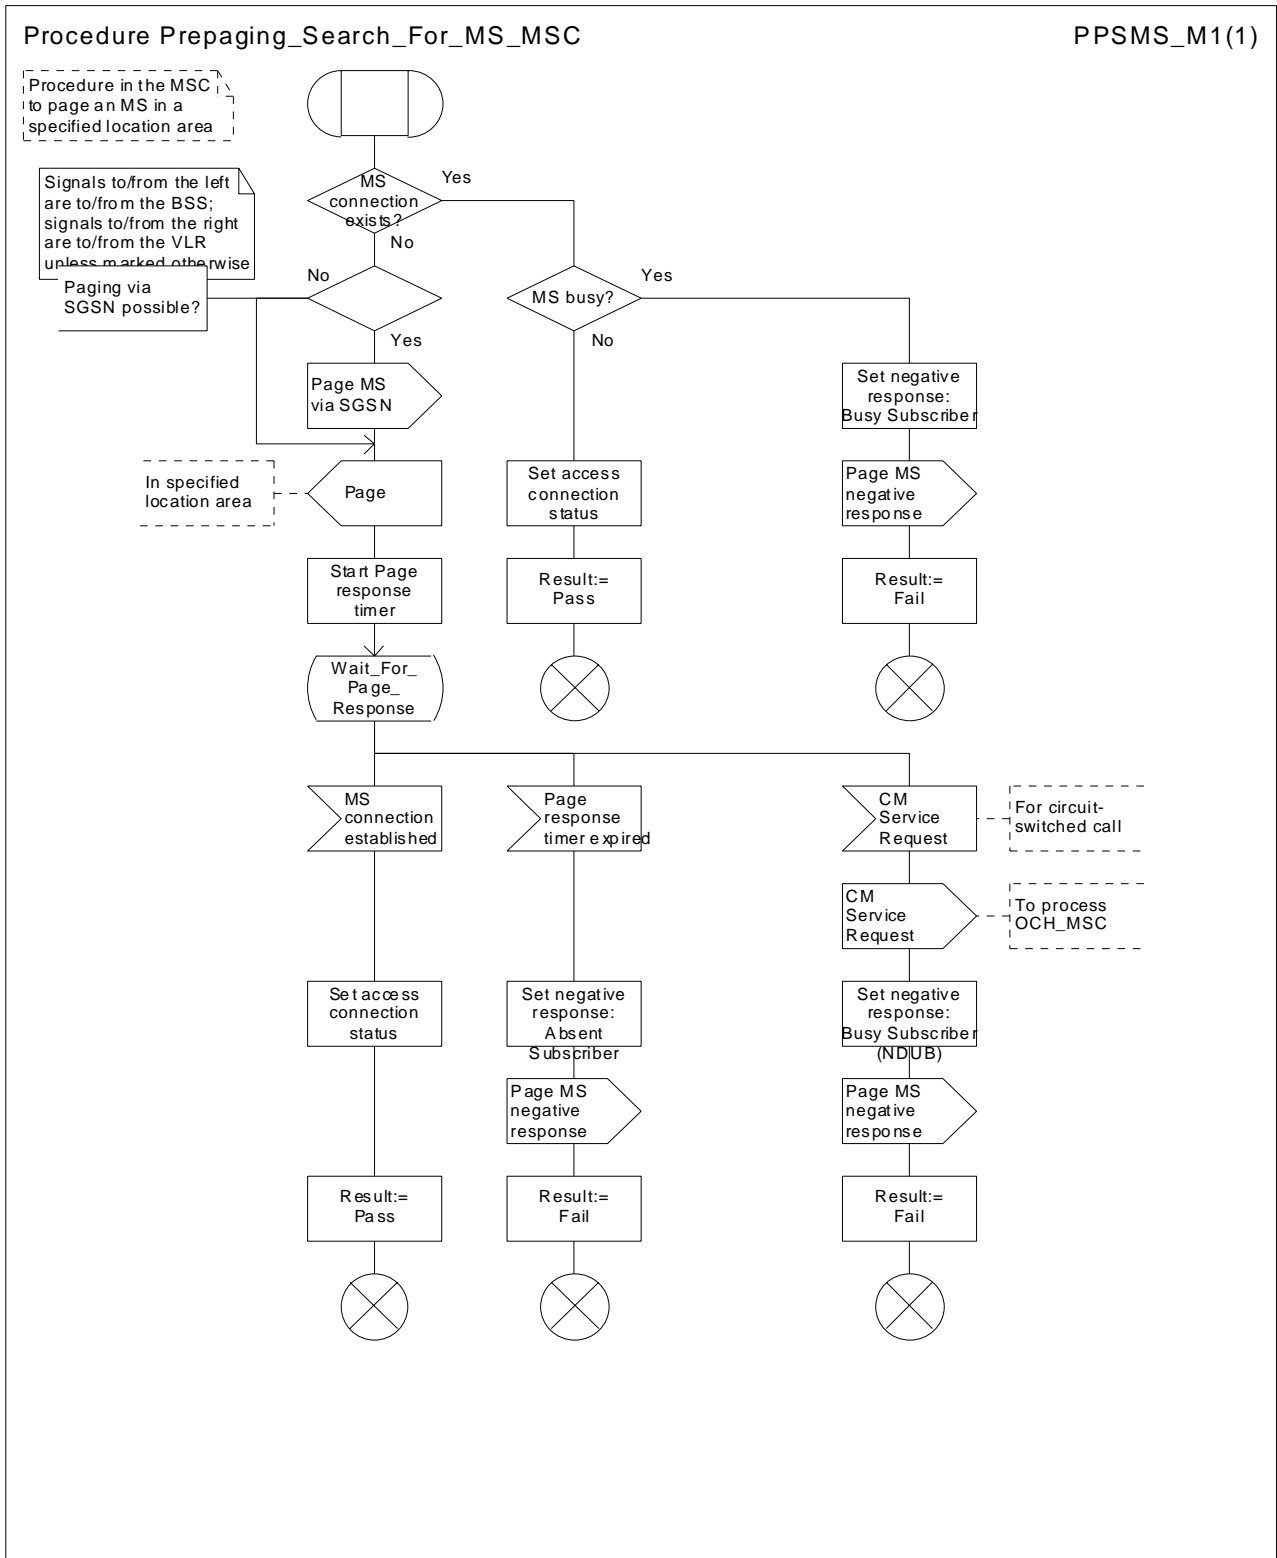 Procedure Prepaging_Search_For_MS_MSC
PPSMS_M1(1)
Procedure in the MSC
to page an MS in a
specified location area
Signals to/from the left
are to/from the BSS;
signals to/from the right
are to/from the VLR
unless marked otherwise
MS
connection
exists?
Yes
No
Paging via
SGSN possible?
No
Yes
MS busy?
Yes
No
Page MS
via SGSN
Set negative
response:
Busy Subscriber
In specified
location area
Page
Set access
connection
status
Page MS
negative
response
Start Page
response
timer
Result:=
Pass
Result:=
Fail
Wait_For_
Page_
Response
MS
connection
established
Page
response
timer expired
CM
Service
Request
For circuit-
switched call
CM
Service
Request
To process
OCH_MSC
Set access
connection
status
Set negative
response:
Absent
Subscriber
Set negative
response:
Busy Subscriber
(NDUB)
Page MS
negative
response
Page MS
negative
response
Result:=
Pass
Result:=
Fail
Result:=
Fail